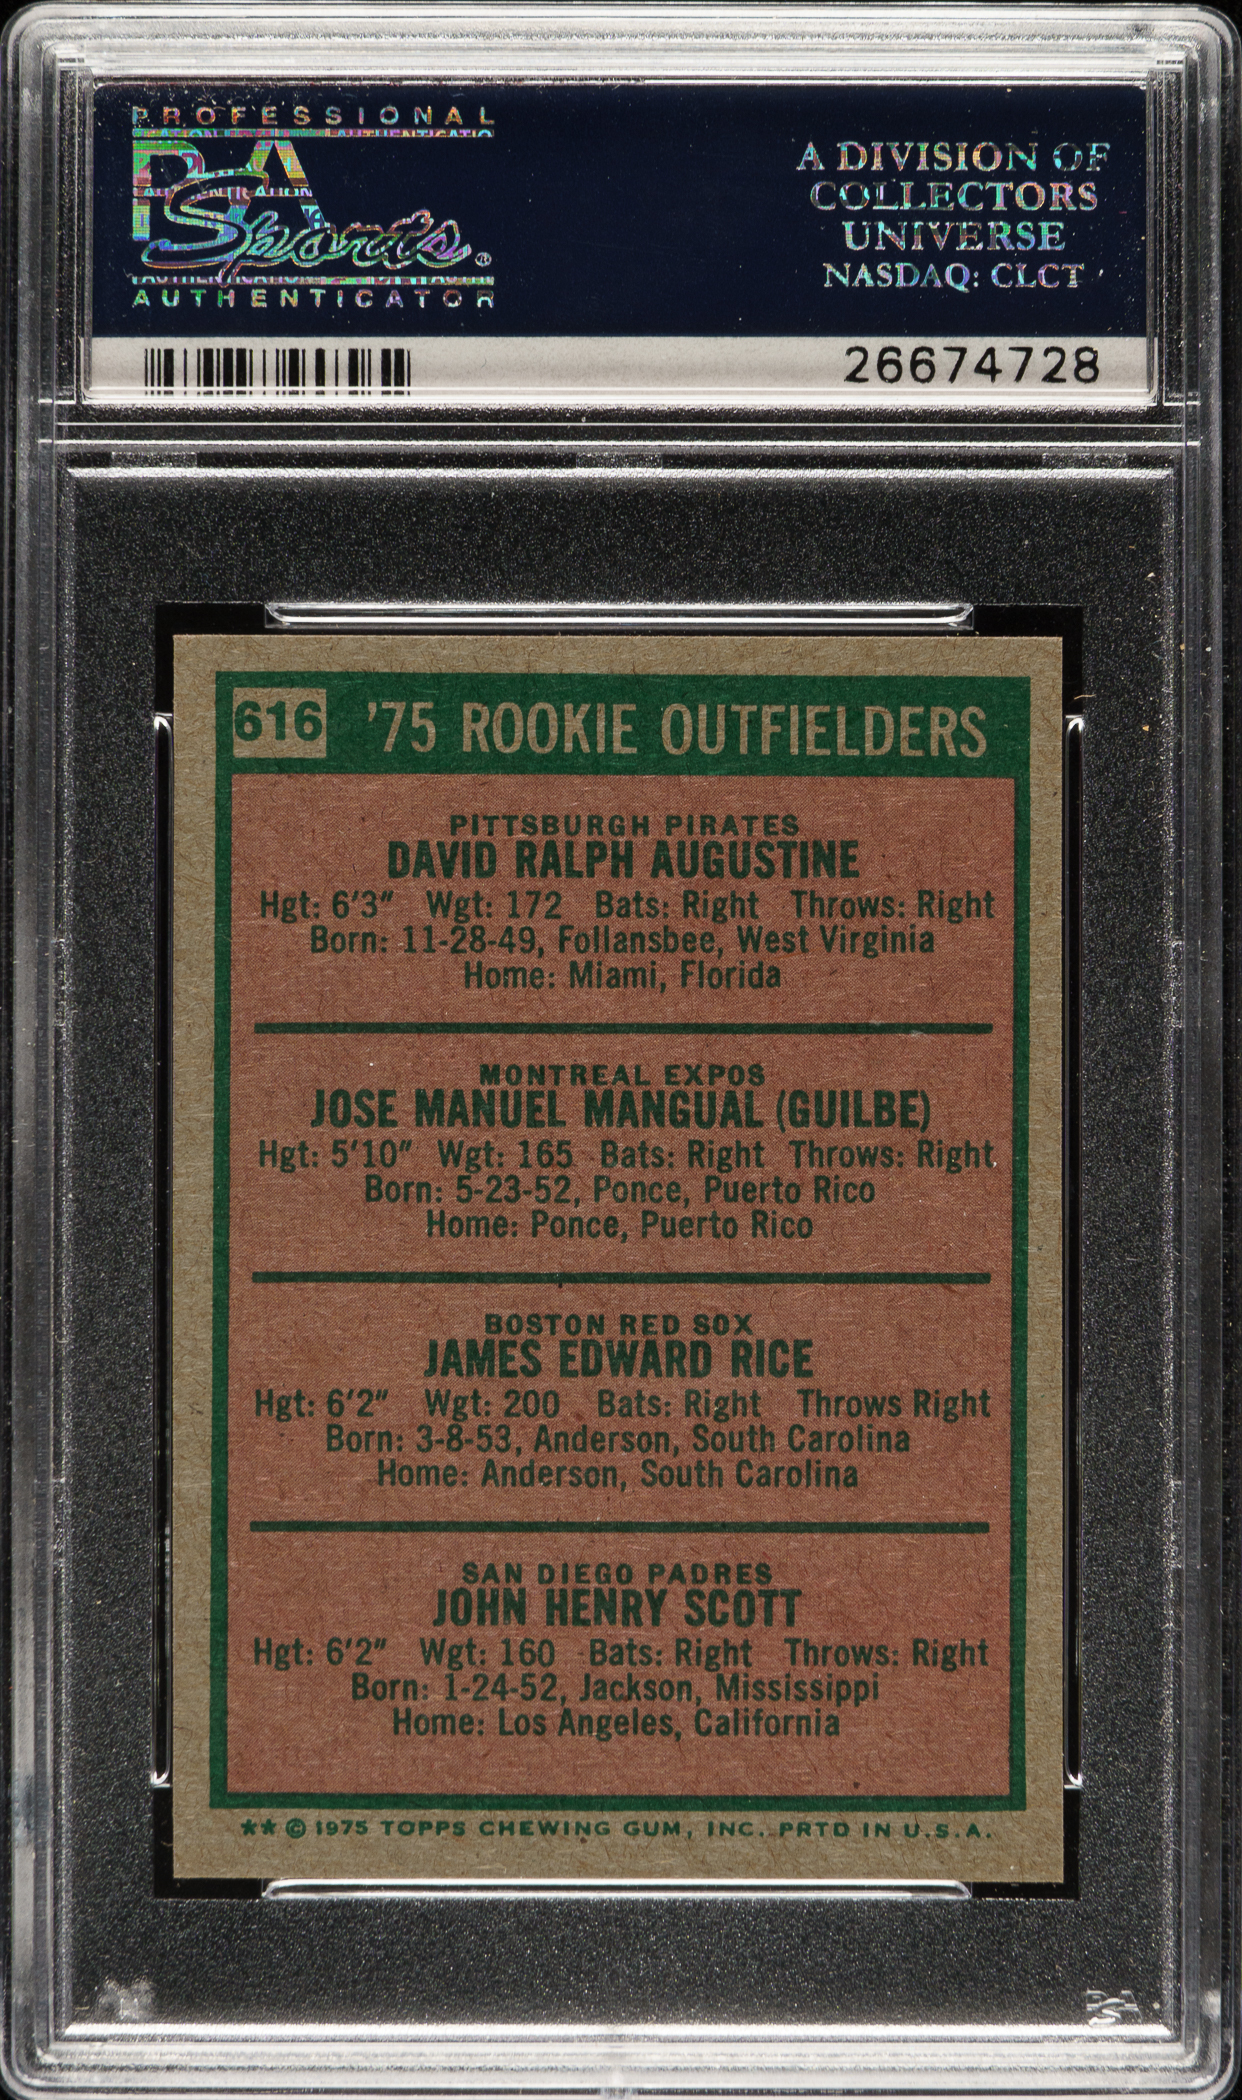 PROFESSIONAL
PSA
Sports®
AUTHENTICATOR
A DIVISION OF
COLLECTORS
UNIVERSE
NASDAQ: CLCT
26674728
616 '75 ROOKIE OUTFIELDERS
PITTSBURGH PIRATES
DAVID RALPH AUGUSTINE
Hgt: 6'3" Wgt: 172 Bats: Right Throws: Right
Born: 11-28-49, Follansbee, West Virginia
Home: Miami, Florida
MONTREAL EXPOS
JOSE MANUEL MANGUAL (GUILBE)
Hgt: 5'10" Wgt: 165 Bats: Right Throws: Right
Born: 5-23-52, Ponce, Puerto Rico
Home: Ponce, Puerto Rico
BOSTON RED SOX
JAMES EDWARD RICE
Hgt: 6'2" Wgt: 200 Bats: Right Throws Right
Born: 3-8-53, Anderson, South Carolina
Home: Anderson, South Carolina
SAN DIEGO PADRES
JOHN HENRY SCOTT
Hgt: 6'2" Wgt: 160 Bats: Right Throws: Right
Born: 1-24-52, Jackson, Mississippi
Home: Los Angeles, California
** © 1975 TOPPS CHEWING GUM, INC. PRTD IN U.S.A.
PSA